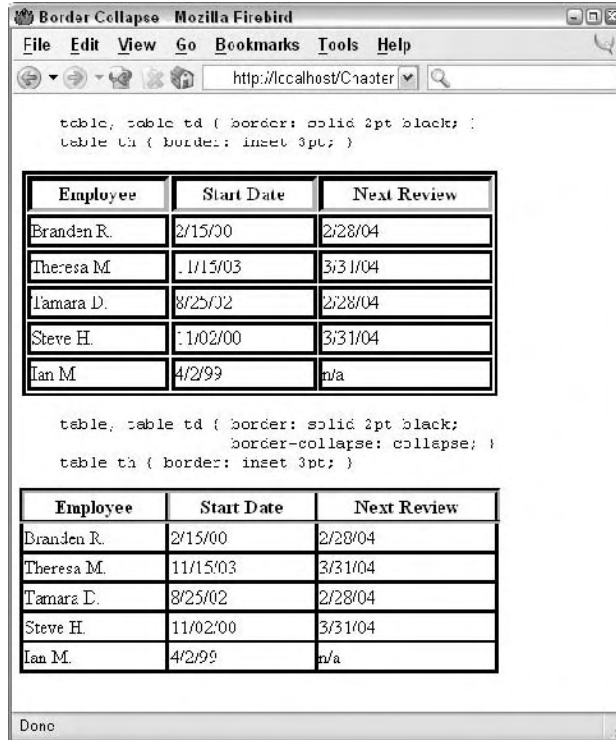 Border Collapse - Mozilla Firebird
File Edit View Go Bookmarks Tools Help
http://localhost/Chapter
table, table td { border: solid 2pt black; }
table th { border: inset 3pt; }
Employee Start Date Next Review
Branden R. 2/15/00 2/28/04
Theresa M. 11/15/03 3/31/04
Tamara D. 8/25/02 2/28/04
Steve H. 11/02/00 3/31/04
Ian M. 4/2/99 n/a
table, table td { border: solid 2pt black;
border-collapse: collapse; }
table th { border: inset 3pt; }
Employee Start Date Next Review
Branden R. 2/15/00 2/28/04
Theresa M. 11/15/03 3/31/04
Tamara D. 8/25/02 2/28/04
Steve H. 11/02/00 3/31/04
Ian M. 4/2/99 n/a
Done